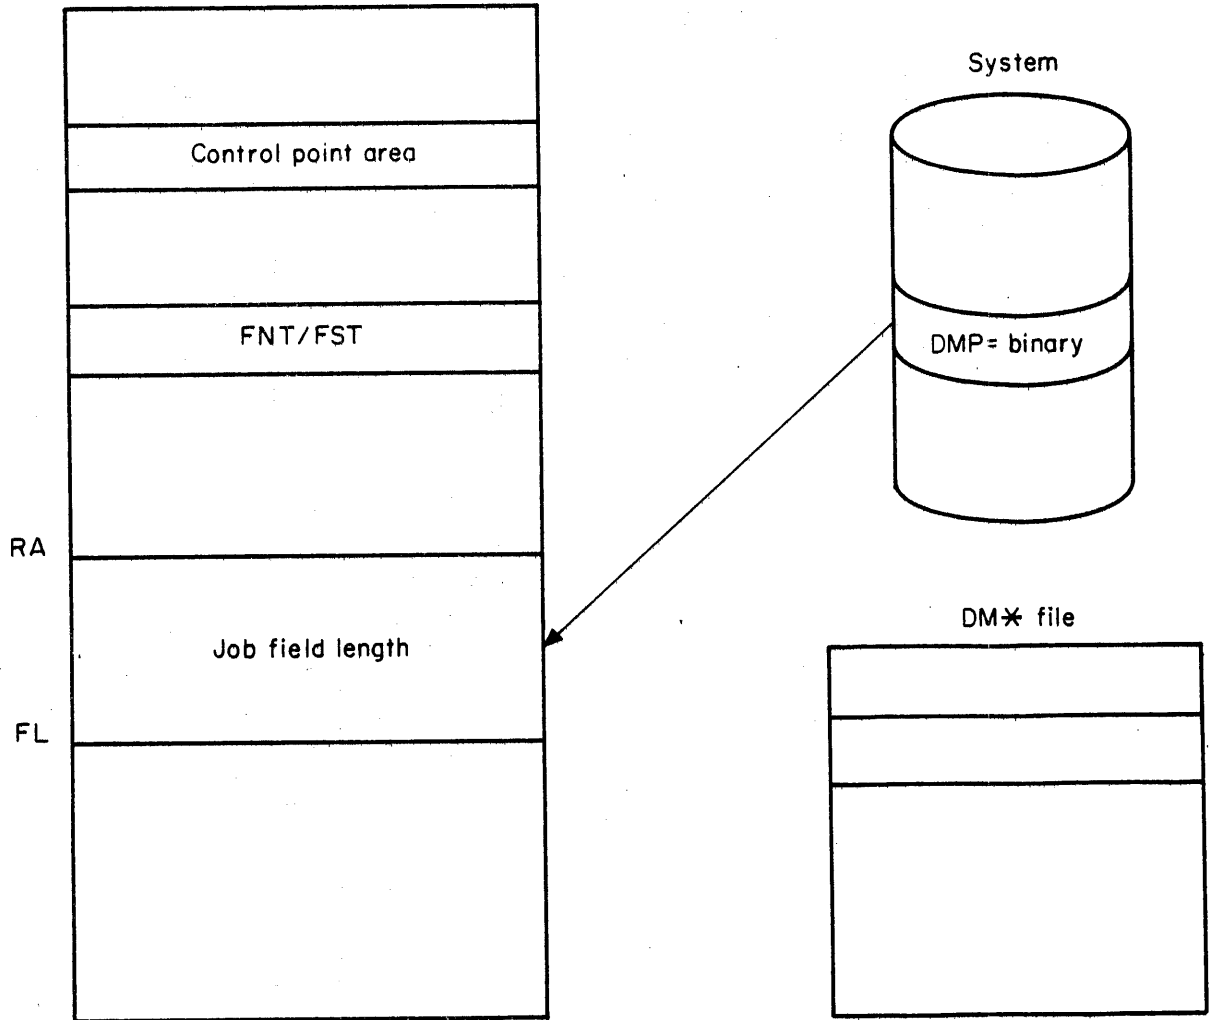 System
Control point area
FNT/FST
DMP= binary
RA
Job field length
DM* file
FL